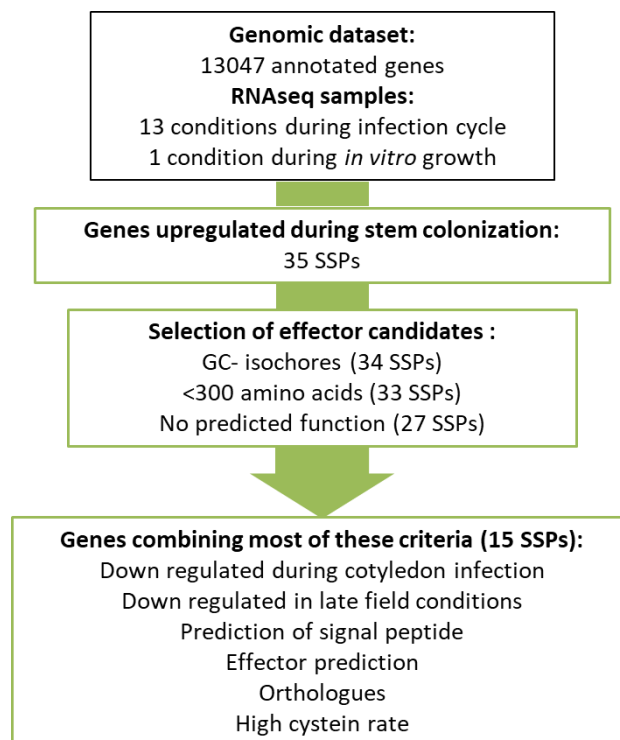 Genomic dataset:
13047 annotated genes
RNAseq samples:
13 conditions during infection cycle
1 condition during in vitro growth
Genes upregulated during stem colonization:
35 SSPs
Selection of effector candidates :
GC- isochores (34 SSPs)
<300 amino acids (33 SSPs)
No predicted function (27 SSPs)
Genes combining most of these criteria (15 SSPs):
Down regulated during cotyledon infection
Down regulated in late field conditions
Prediction of signal peptide
Effector prediction
Orthologues
High cystein rate